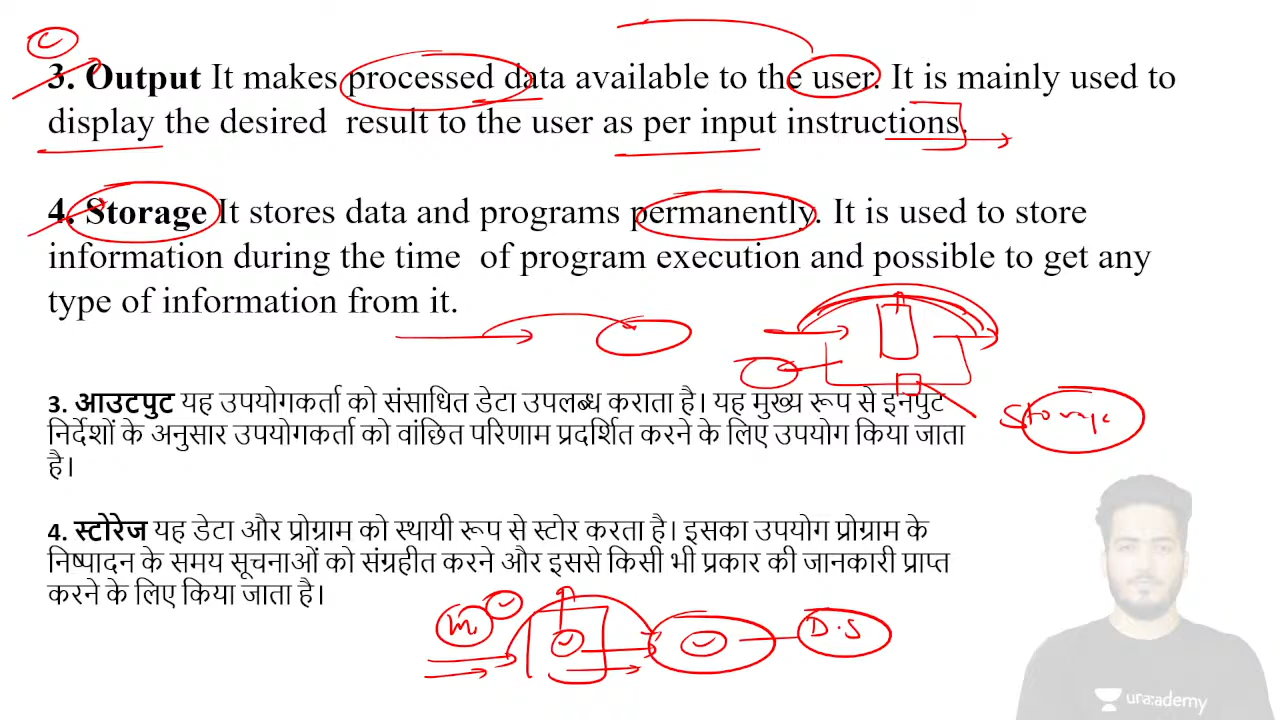 3. Output It makes processed data available to the user. It is mainly used to
display the desired result to the user as per input instructions.
4. Storage It stores data and programs permanently. It is used to store
information during the time of program execution and possible to get any
type of information from it.
3. आउटपुट यह उपयोगकर्ता को संसाधित डेटा उपलब्ध कराता है। यह मुख्य रूप से इनपुट
निर्देशों के अनुसार उपयोगकर्ता को वांछित परिणाम प्रदर्शित करने के लिए उपयोग किया जाता
है।
Storage
4. स्टोरेज यह डेटा और प्रोग्राम को स्थायी रूप से स्टोर करता है। इसका उपयोग प्रोग्राम के
निष्पादन के समय सूचनाओं को संग्रहीत करने और इससे किसी भी प्रकार की जानकारी प्राप्त
करने के लिए किया जाता है।
m.
D.S